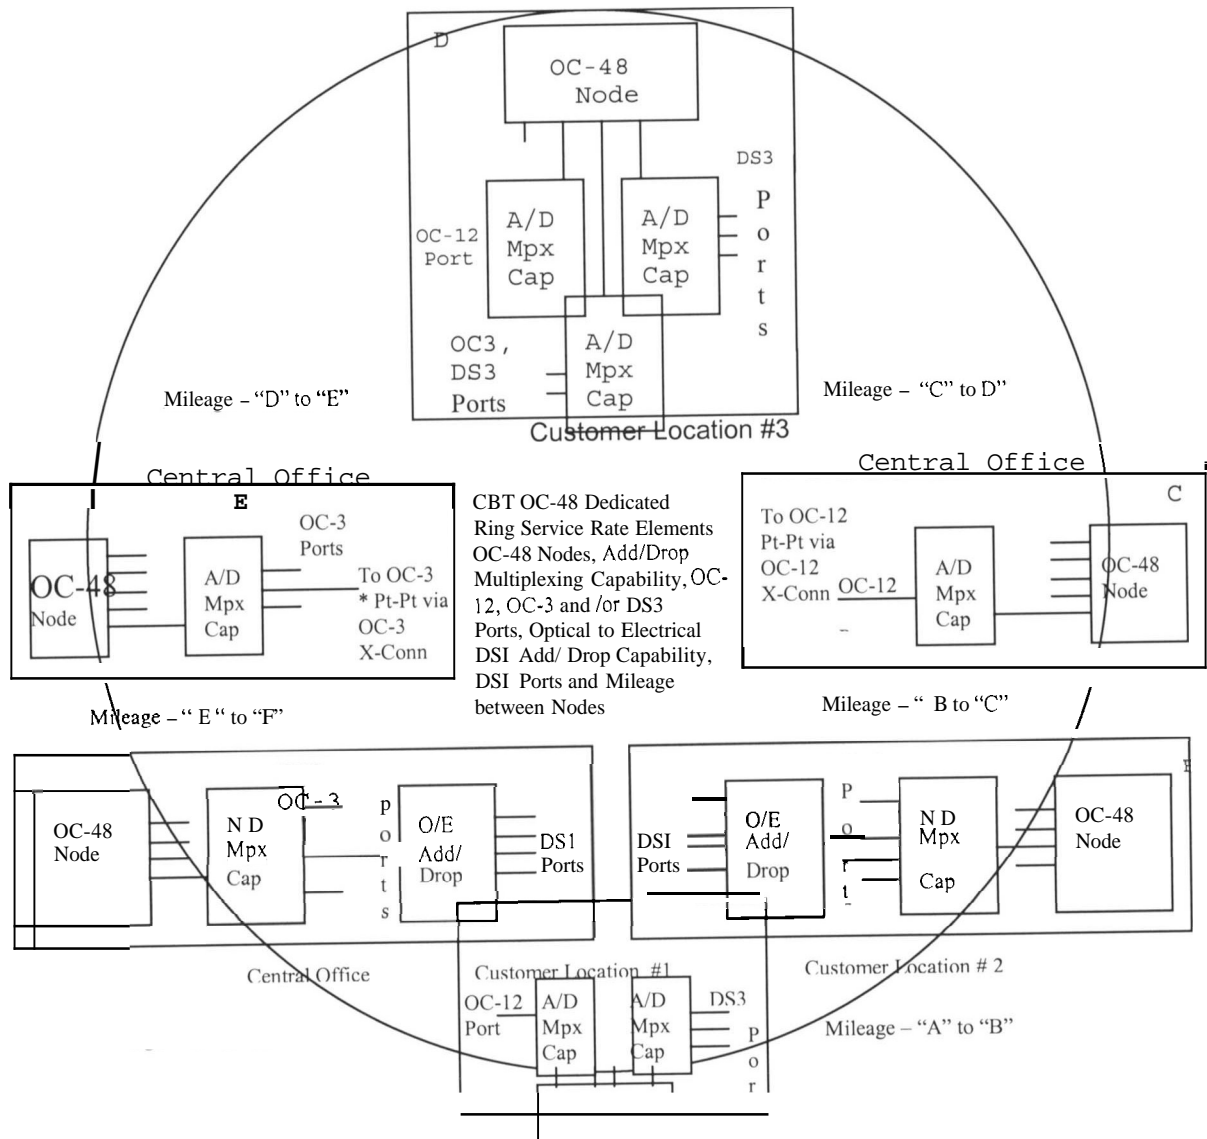 D
OC-48
Node
DS3
P
o
r
t
s
A/D
Mpx
Cap
A/D
Mpx
Cap
OC-12
Port
OC3,
DS3
Ports
A/D
Mpx
Cap
Mileage – “D” to “E”
Mileage – “C” to D”
Customer Location #3
Central Office
E
OC-3
Ports
OC-48
Node
A/D
Mpx
Cap
To OC-3
* Pt-Pt via
OC-3
X-Conn
CBT OC-48 Dedicated
Ring Service Rate Elements
OC-48 Nodes, Add/Drop
Multiplexing Capability, OC-
12, OC-3 and /or DS3
Ports, Optical to Electrical
DSI Add/ Drop Capability,
DSI Ports and Mileage
between Nodes
Central Office
C
To OC-12
Pt-Pt via
OC-12
X-Conn
OC-12
A/D
Mpx
Cap
OC-48
Node
Mileage – “ E “ to “F”
Mileage – “ B to “C”
OC-48
Node
N D
Mpx
Cap
OC-3
p
o
r
t
s
O/E
Add/
Drop
DS1
Ports
DSI
Ports
O/E
Add/
Drop
P
o
r
t
N D
Mpx
Cap
OC-48
Node
Central Office
Customer Location #1
Customer Location # 2
OC-12
Port
A/D
Mpx
Cap
A/D
Mpx
Cap
DS3
P
o
r
Mileage – “A” to “B”